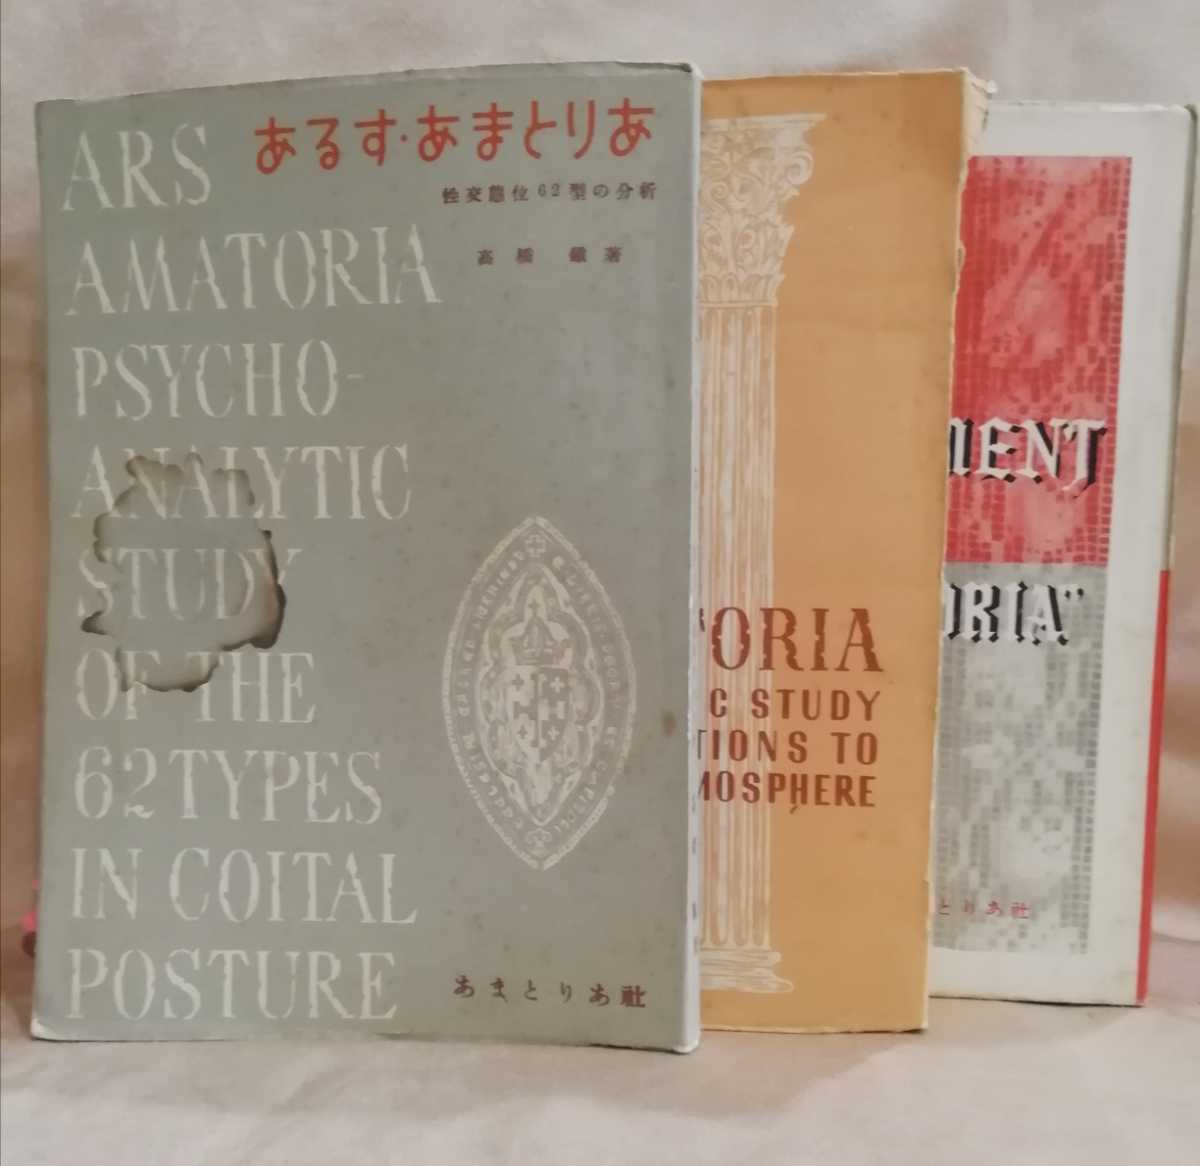 ARS
AMATORIA
PSYCHO-
ANALYTIC
STUDY
OF THE
62 TYPES
IN COITAL
POSTURE
あるす・あまとりあ
性交態位62型の分析
高橋 鐵 著
あまとりあ社
ORIA
C STUDY
TIONS TO
MOSPHERE
MENT
ORIA"
とりあ社